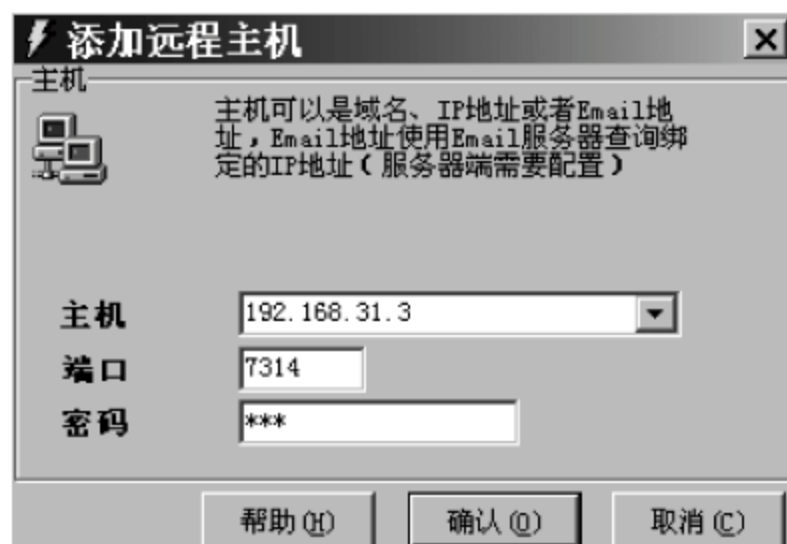 添加远程主机
主机
主机可以是域名、IP地址或者Email地
址，Email地址使用Email服务器查询绑
定的IP地址（服务器端需要配置）
主机 192.168.31.3
端口 7314
密码 ***
帮助(H) 确认(O) 取消(C)